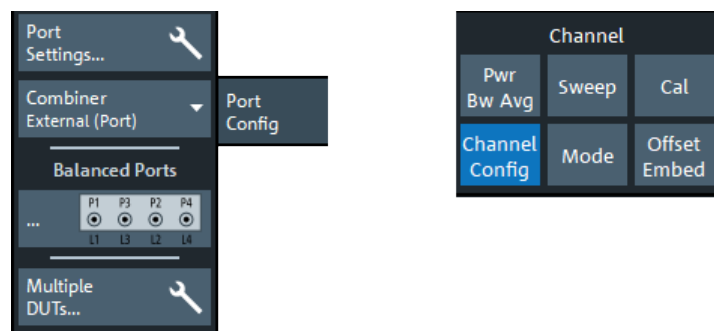 Port
Settings...
Combiner
External (Port)
Balanced Ports
... P1 P3 P2 P4
L1 L3 L2 L4
Multiple
DUTs...
Port
Config
Channel
Pwr
Bw Avg
Sweep
Cal
Channel
Config
Mode
Offset
Embed